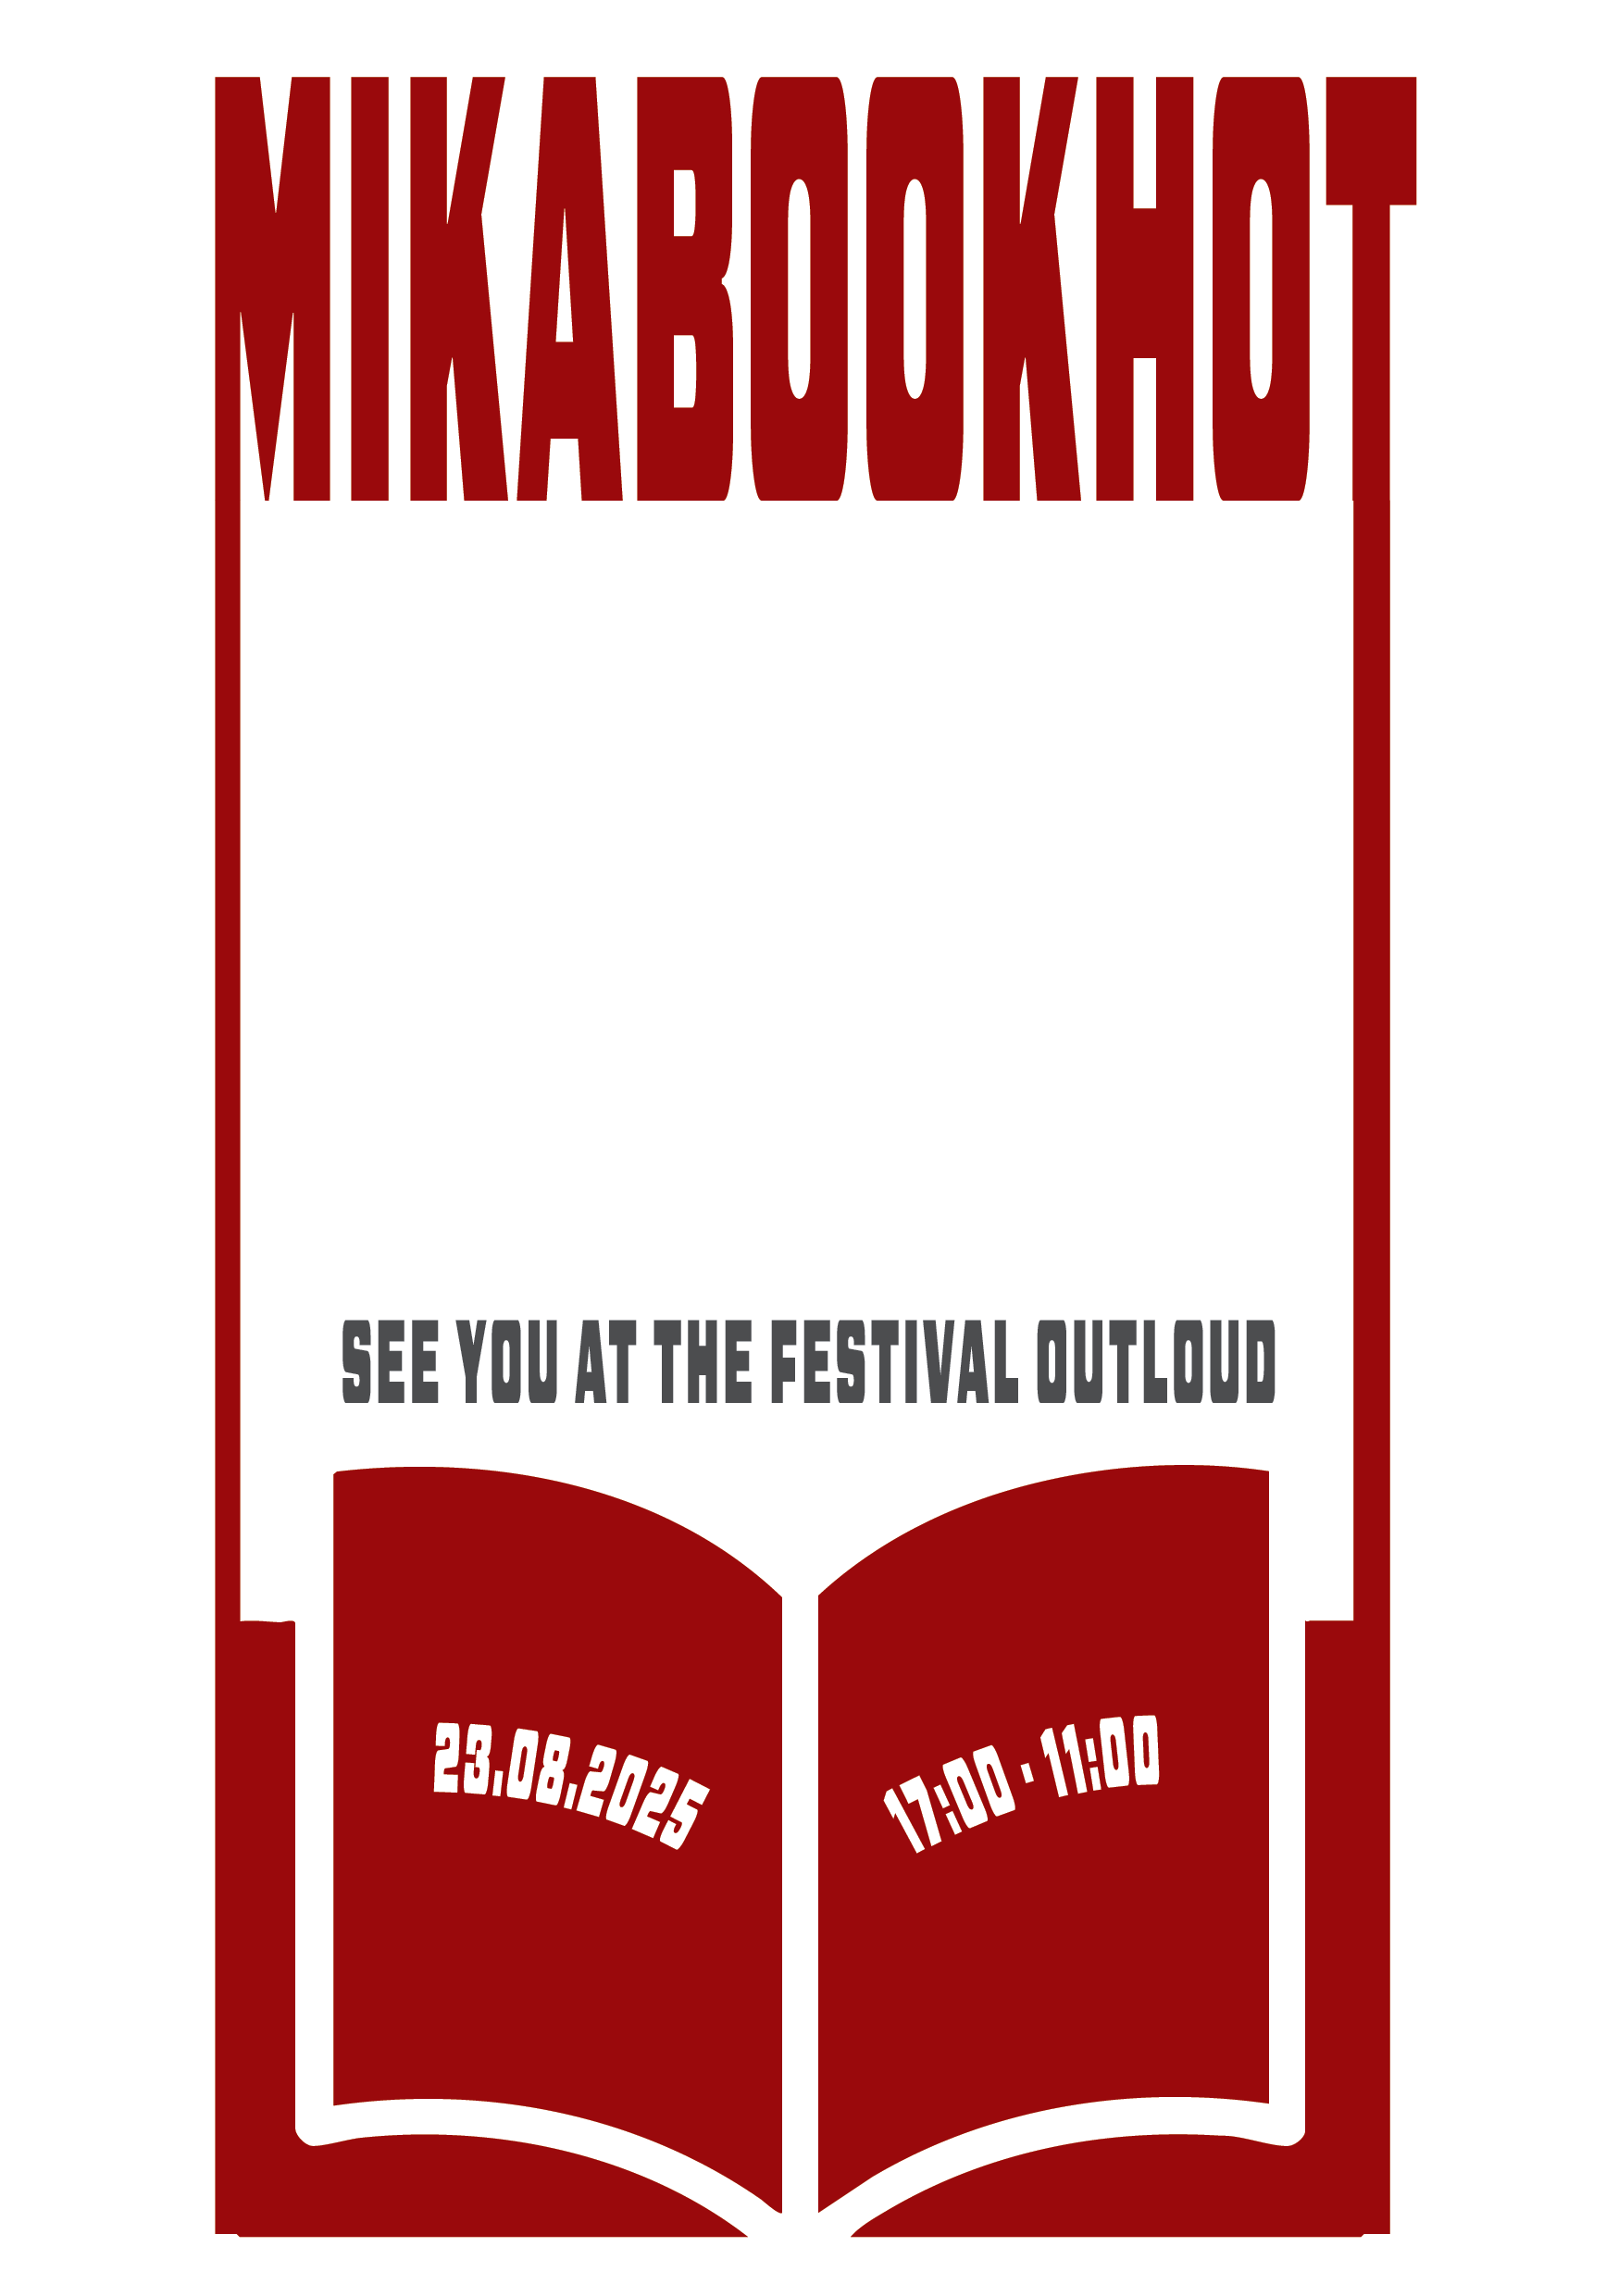 MIKABOOKHOT
SEE YOU AT THE FESTIVAL OUTLOUD
23.08.2025
17:00 - 11:00